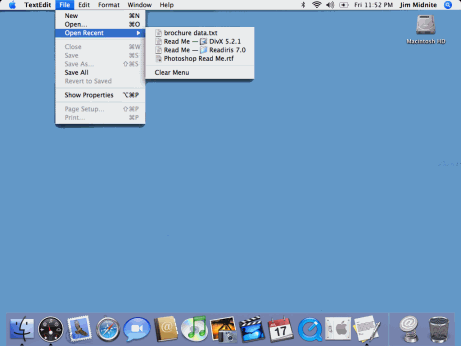 TextEdit File Edit Format Window Help Fri 11:52 PM Jim Midnite
New... ⌘N
Open... ⌘O
Open Recent
Close ⌘W
Save ⌘S
Save As... ⇧⌘S
Save All
Revert to Saved
Show Properties ⌥⌘P
Page Setup... ⇧⌘P
Print... ⌘P
brochure data.txt
Read Me — DivX 5.2.1
Read Me — Readiris 7.0
Photoshop Read Me.rtf
Clear Menu
Macintosh HD
17